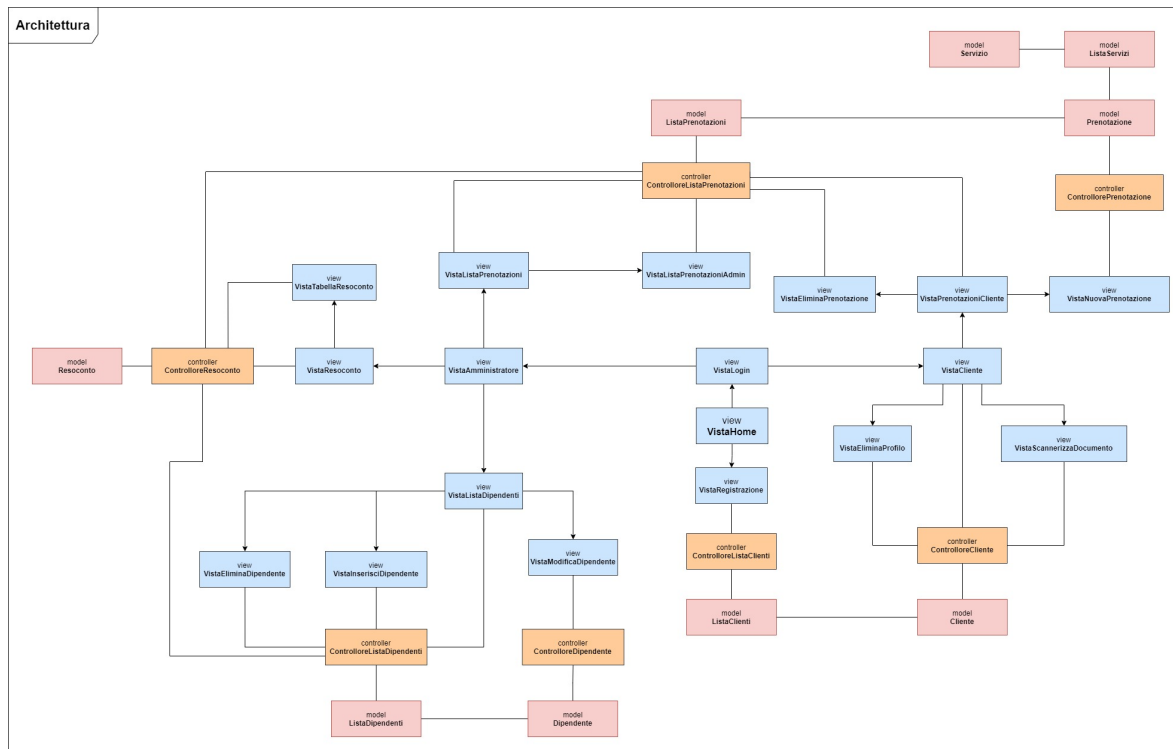 Architettura
model
Servizio
model
ListaServizi
model
ListaPrenotazioni
model
Prenotazione
controller
ControlloreListaPrenotazioni
controller
ControllorePrenotazione
view
VistaListaPrenotazioni
view
VistaListaPrenotazioniAdmin
view
VistaTabellaResoconto
view
VistaEliminaPrenotazione
view
VistaPrenotazioniCliente
view
VistaNuovaPrenotazione
model
Resoconto
controller
ControlloreResoconto
view
VistaResoconto
view
VistaAmministratore
view
VistaLogin
view
VistaCliente
view
VistaHome
view
VistaEliminaProfilo
view
VistaScannerizzaDocumento
view
VistaListaDipendenti
view
VistaRegistrazione
view
VistaEliminaDipendente
view
VistaInserisciDipendente
view
VistaModificaDipendente
controller
ControlloreListaClienti
controller
ControlloreCliente
model
ListaClienti
model
Cliente
controller
ControlloreListaDipendenti
controller
ControlloreDipendente
model
ListaDipendenti
model
Dipendente